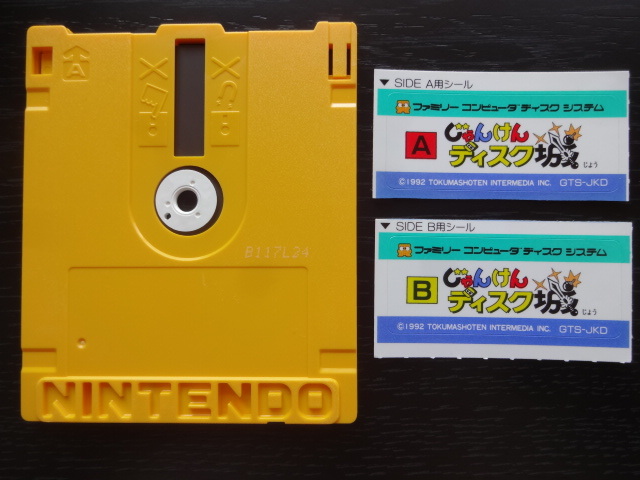 A
B117L24
NINTENDO
▼ SIDE A用シール
ファミリー コンピュータ ディスク システム
A
じゃんけん
ディスク城
じょう
©1992 TOKUMASHOTEN INTERMEDIA INC. GTS-JKD
▼ SIDE B用シール
ファミリー コンピュータ ディスク システム
B
じゃんけん
ディスク城
じょう
©1992 TOKUMASHOTEN INTERMEDIA INC. GTS-JKD